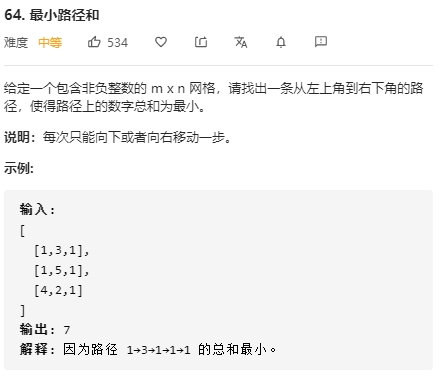 64. 最小路径和
难度 中等 534
给定一个包含非负整数的 m x n 网格，请找出一条从左上角到右下角的路
径，使得路径上的数字总和为最小。
说明：每次只能向下或者向右移动一步。
示例:
输入:
[
[1,3,1],
[1,5,1],
[4,2,1]
]
输出: 7
解释: 因为路径 1→3→1→1→1 的总和最小。